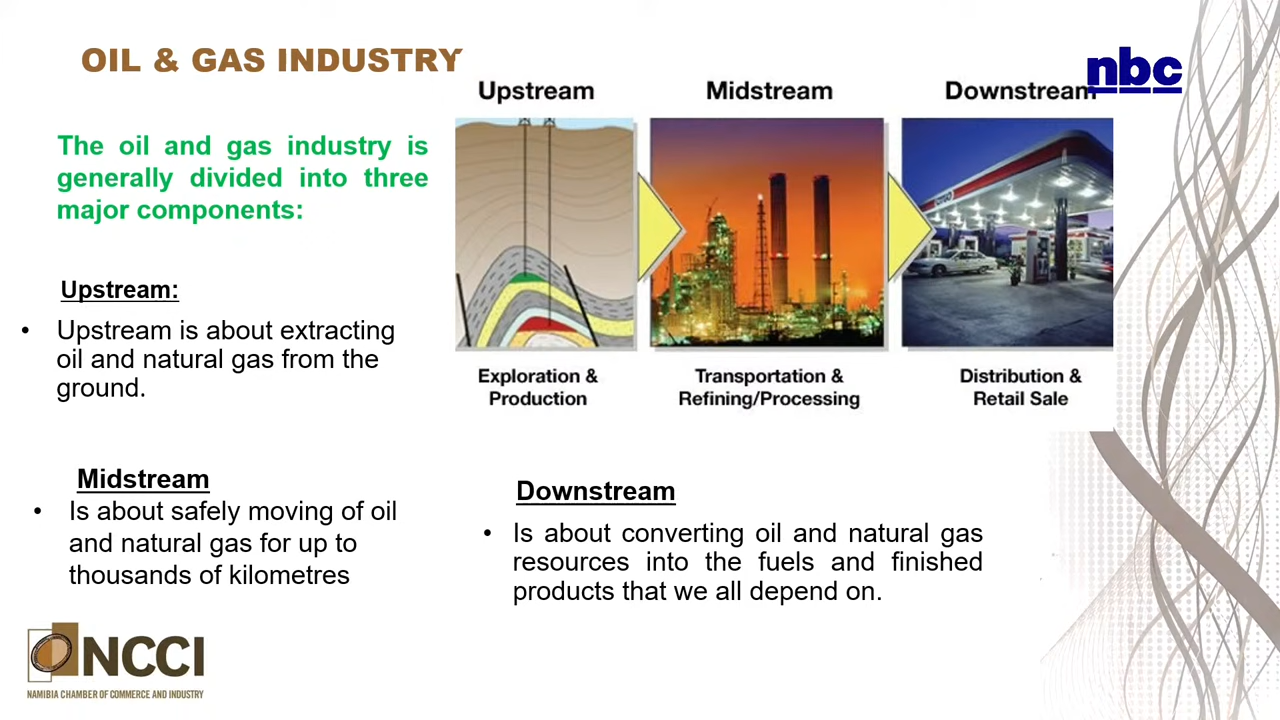 OIL & GAS INDUSTRY
nbc
Upstream
Midstream
Downstream
The oil and gas industry is
generally divided into three
major components:
Exploration &
Production
Transportation &
Refining/Processing
Distribution &
Retail Sale
Upstream:
• Upstream is about extracting
oil and natural gas from the
ground.
Midstream
• Is about safely moving of oil
and natural gas for up to
thousands of kilometres
Downstream
• Is about converting oil and natural gas
resources into the fuels and finished
products that we all depend on.
NCCI
NAMIBIA CHAMBER OF COMMERCE AND INDUSTRY